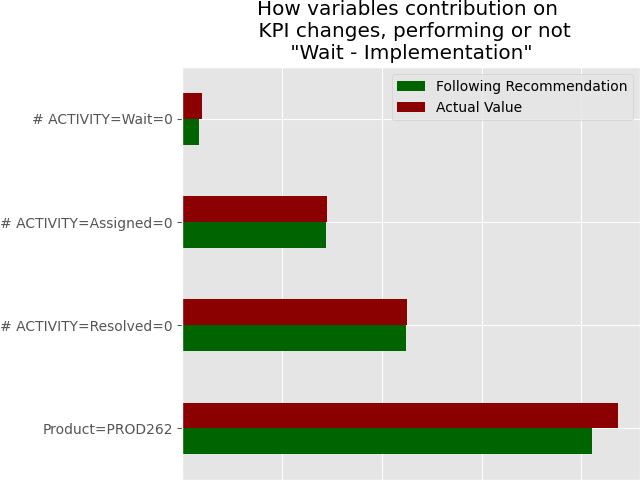 How variables contribution on
KPI changes, performing or not
"Wait - Implementation"
Following Recommendation
Actual Value
# ACTIVITY=Wait=0
# ACTIVITY=Assigned=0
# ACTIVITY=Resolved=0
Product=PROD262